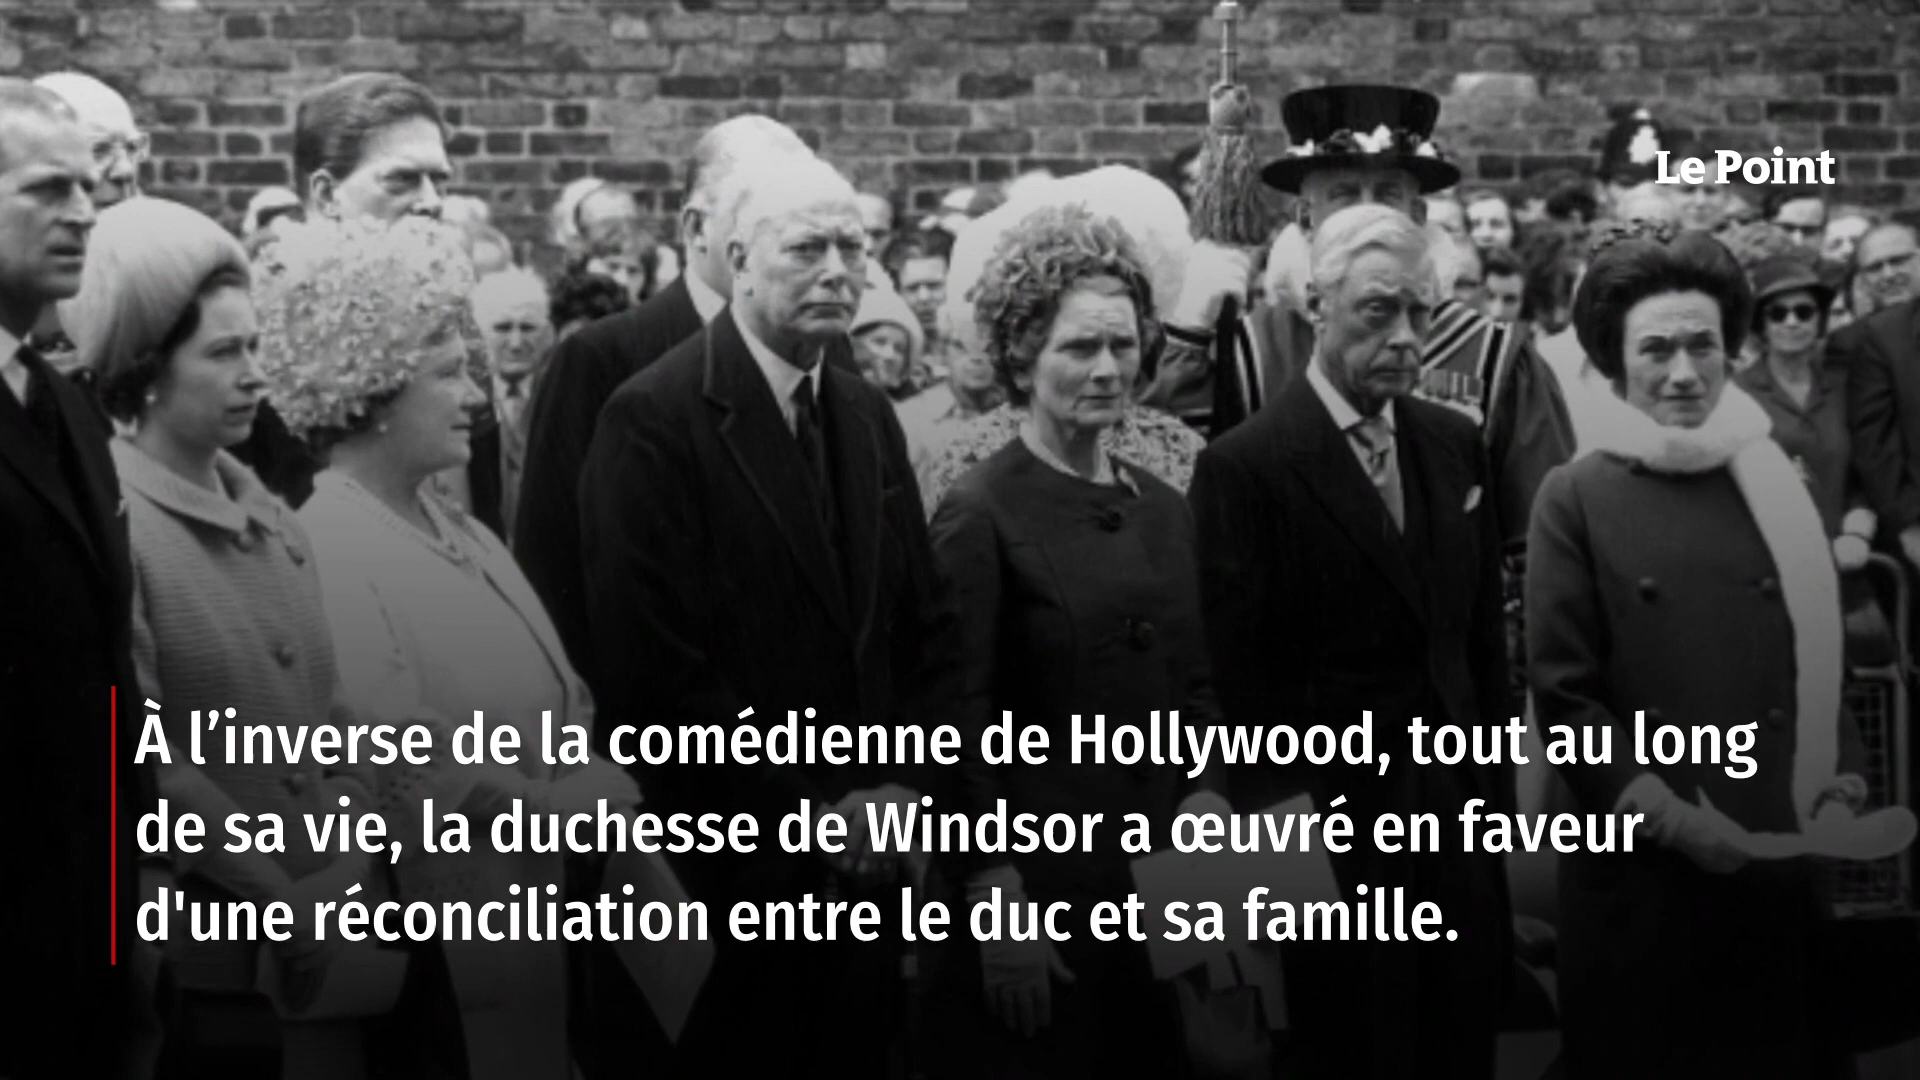 Le Point
À l’inverse de la comédienne de Hollywood, tout au long
de sa vie, la duchesse de Windsor a œuvré en faveur
d'une réconciliation entre le duc et sa famille.